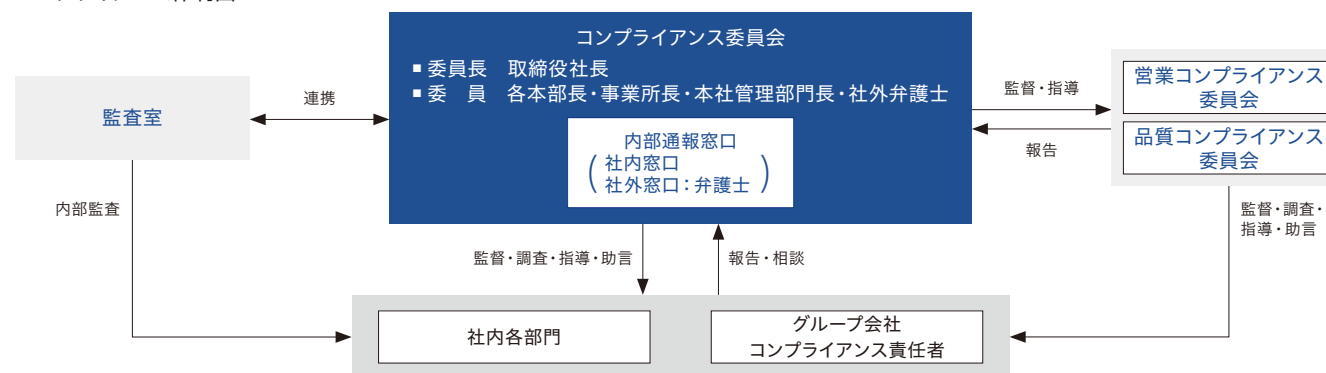 コンプライアンス委員会
■ 委員長 取締役社長
■ 委 員 各本部長・事業所長・本社管理部門長・社外弁護士
内部通報窓口
(社内窓口
社外窓口：弁護士)
監査室
連携
監督・指導
報告
営業コンプライアンス
委員会
品質コンプライアンス
委員会
内部監査
監督・調査・指導・助言
報告・相談
監督・調査・
指導・助言
社内各部門
グループ会社
コンプライアンス責任者